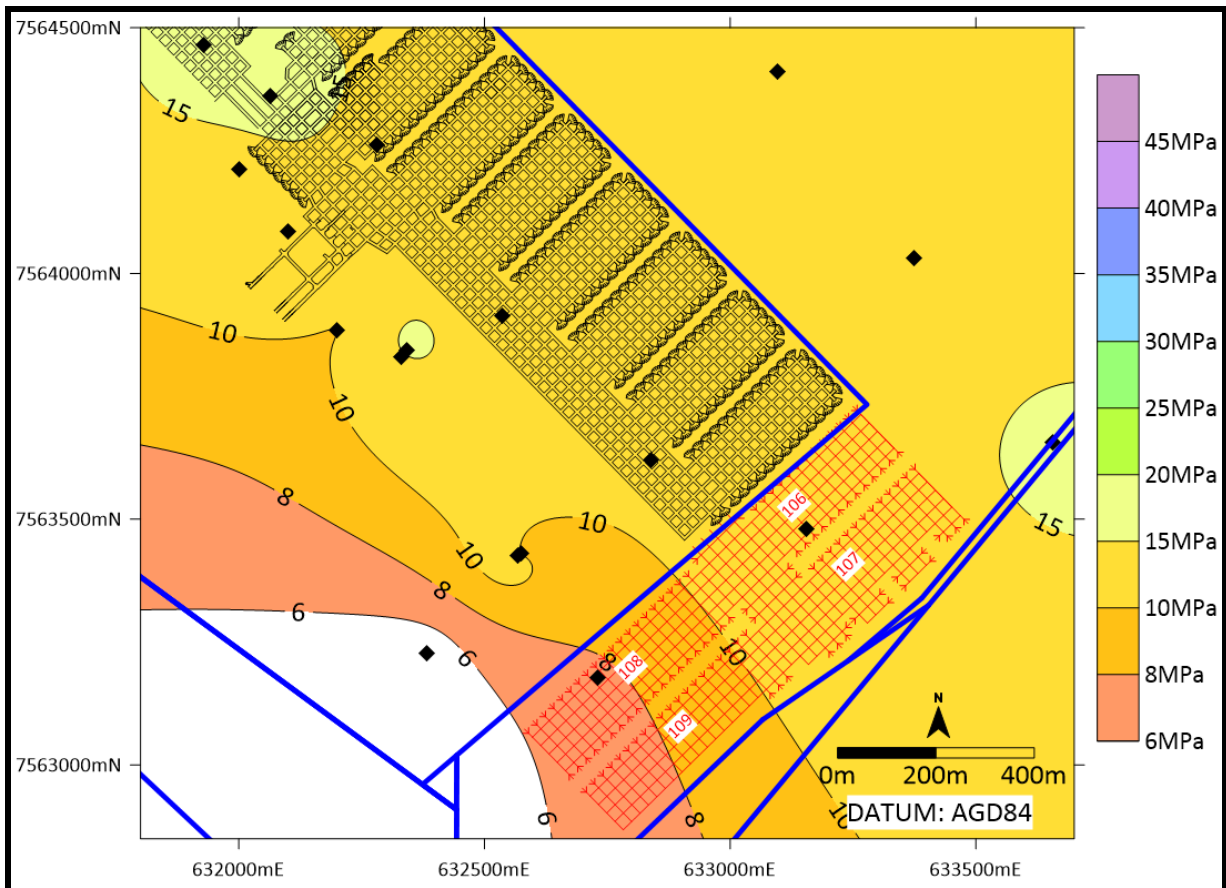 7564500mN
7564000mN
7563500mN
7563000mN
632000mE
632500mE
633000mE
633500mE
15
10
10
8
10
10
8
6
6
6
8
8
10
10
15
106
107
108
109
N
0m 200m 400m
DATUM: AGD84
45MPa
40MPa
35MPa
30MPa
25MPa
20MPa
15MPa
10MPa
8MPa
6MPa